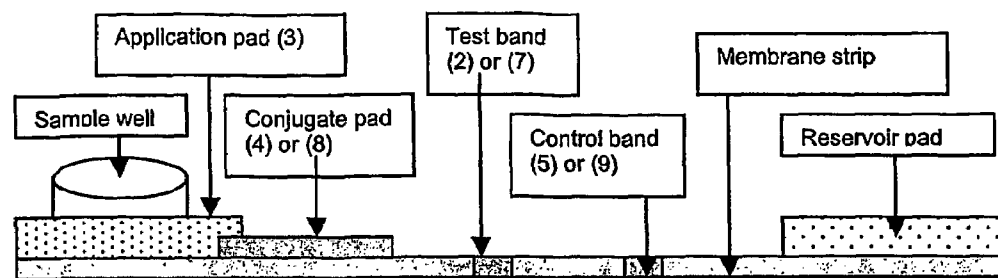 Application pad (3)
Test band
(2) or (7)
Membrane strip
Sample well
Conjugate pad
(4) or (8)
Control band
(5) or (9)
Reservoir pad